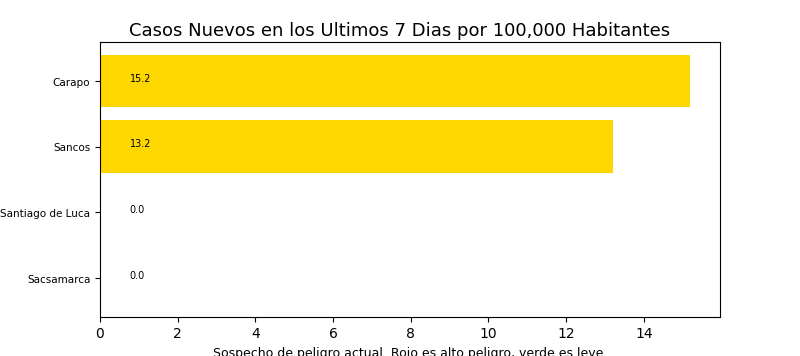 Casos Nuevos en los Ultimos 7 Dias por 100,000 Habitantes
Carapo
15.2
Sancos
13.2
Santiago de Luca
0.0
Sacsamarca
0.0
0 2 4 6 8 10 12 14
Sospecho de peligro actual. Rojo es alto peligro, verde es leve